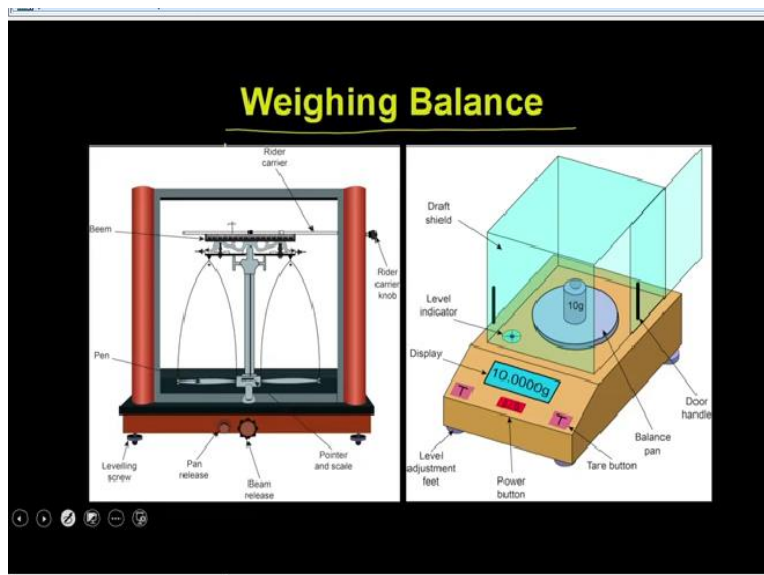 Weighing Balance
Rider
carrier
Beem
Rider
carrier
knob
Pen
Levelling
screw
Pan
release
Beam
release
Pointer
and scale
Draft
shield
Level
indicator
10g
Display
10.0000g
T
T
Door
handle
Balance
pan
Tare button
Level
adjustment
feet
Power
button